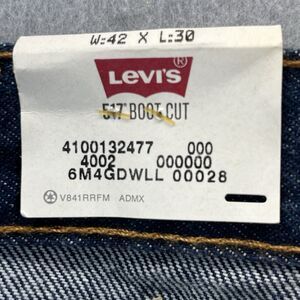 W:42 X L:30
LEVI'S
517® BOOT CUT
4100132477 000
4002 000000
6M4GDWLL 00028
V841RRFM ADMX